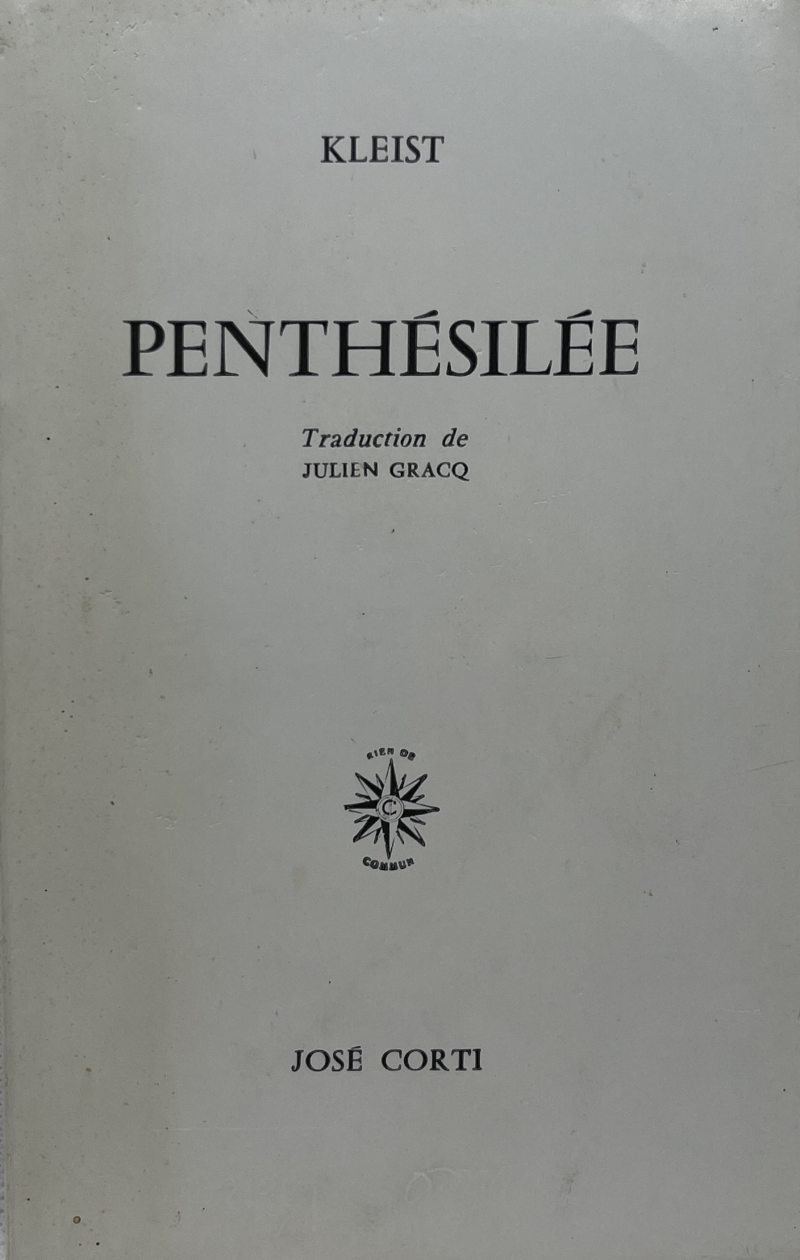 KLEIST
PENTHÉSILÉE
Traduction de
JULIEN GRACQ
RIEN DE
C
COMMUN
JOSÉ CORTI